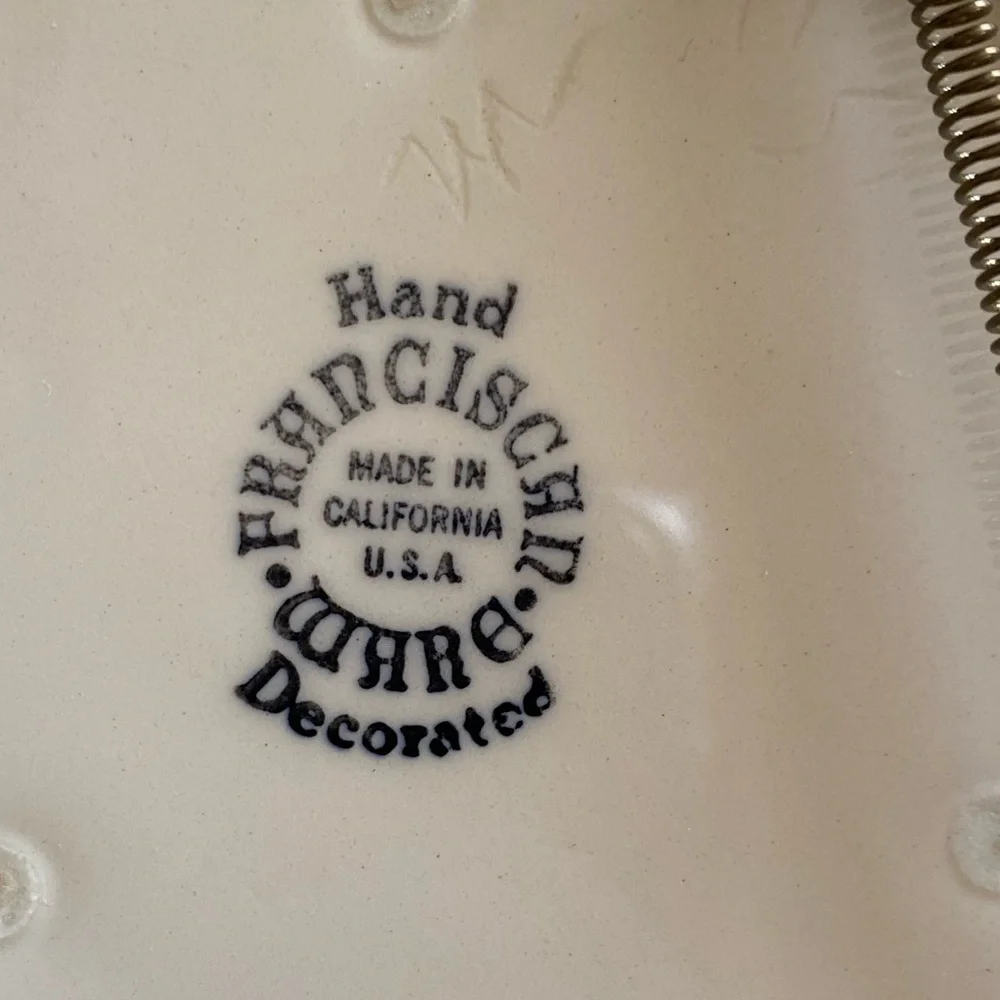 Hand
FRANCISCAN
MADE IN
CALIFORNIA
U.S.A.
• WARE •
Decorated